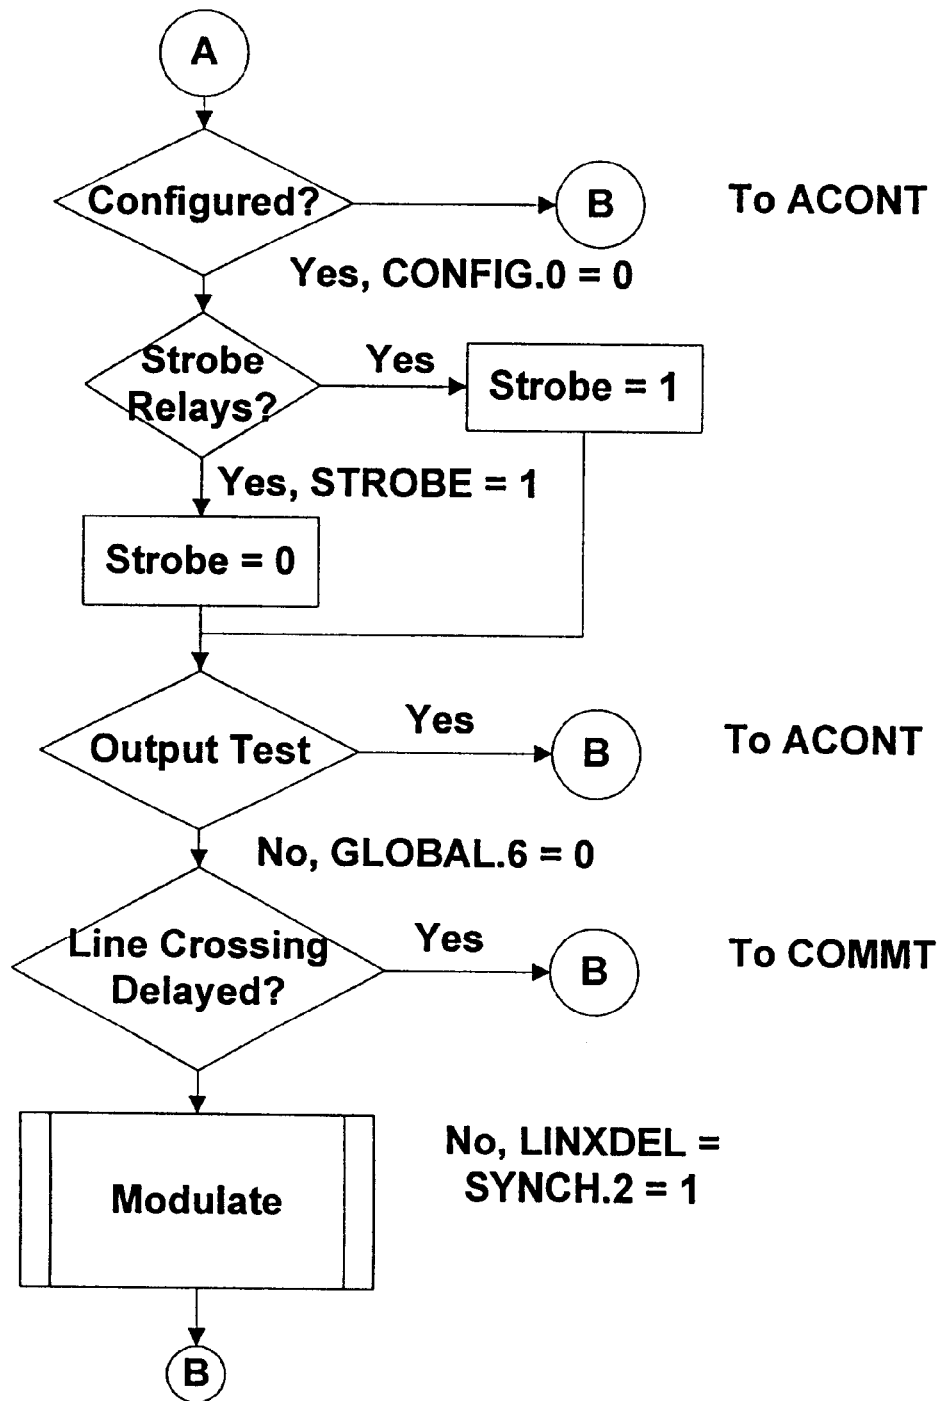 A
Configured?
B
To ACONT
Yes, CONFIG.0 = 0
Strobe
Relays?
Yes
Strobe = 1
Yes, STROBE = 1
Strobe = 0
Output Test
Yes
B
To ACONT
No, GLOBAL.6 = 0
Line Crossing
Delayed?
Yes
B
To COMMT
Modulate
No, LINXDEL =
SYNCH.2 = 1
B